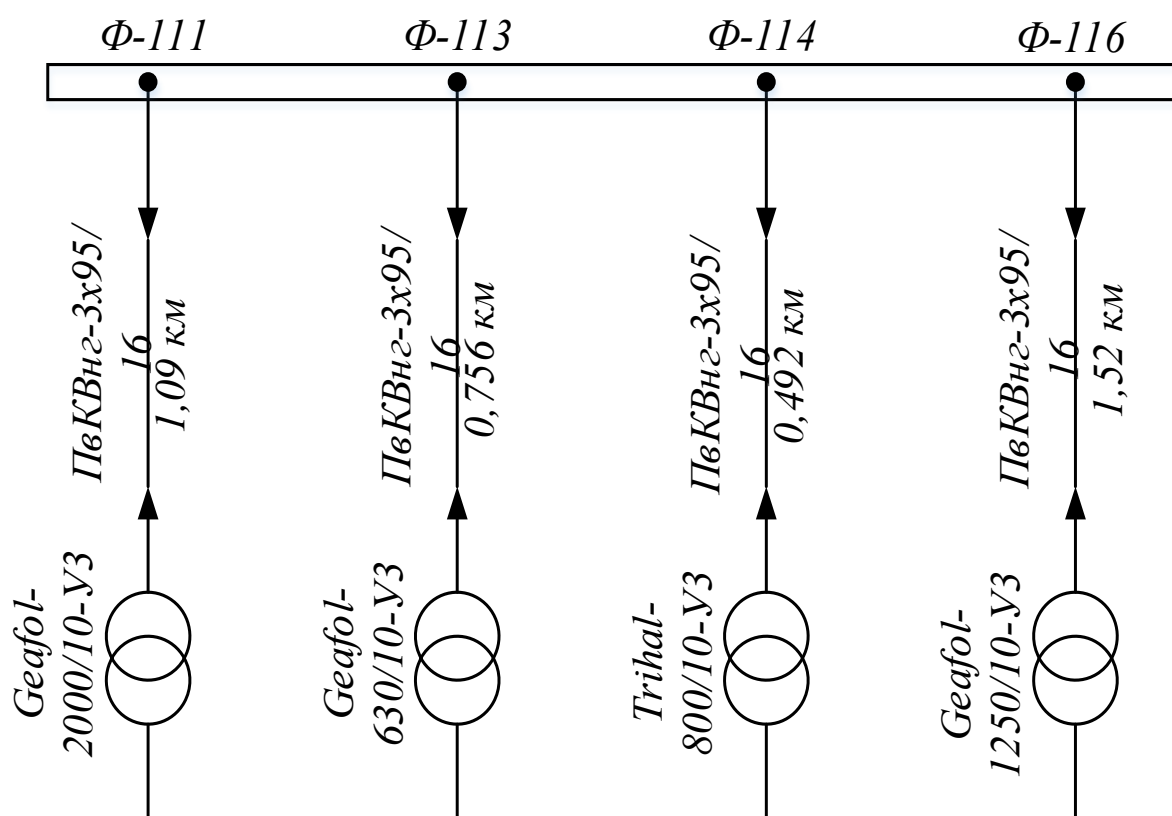 Ф-111
Ф-113
Ф-114
Ф-116
ПвКВнг-3х95/
16
1,09 км
ПвКВнг-3х95/
16
0,756 км
ПвКВнг-3х95/
16
0,492 км
ПвКВнг-3х95/
16
1,52 км
Geafol-
2000/10-У3
Geafol-
630/10-У3
Trihal-
800/10-У3
Geafol-
1250/10-У3